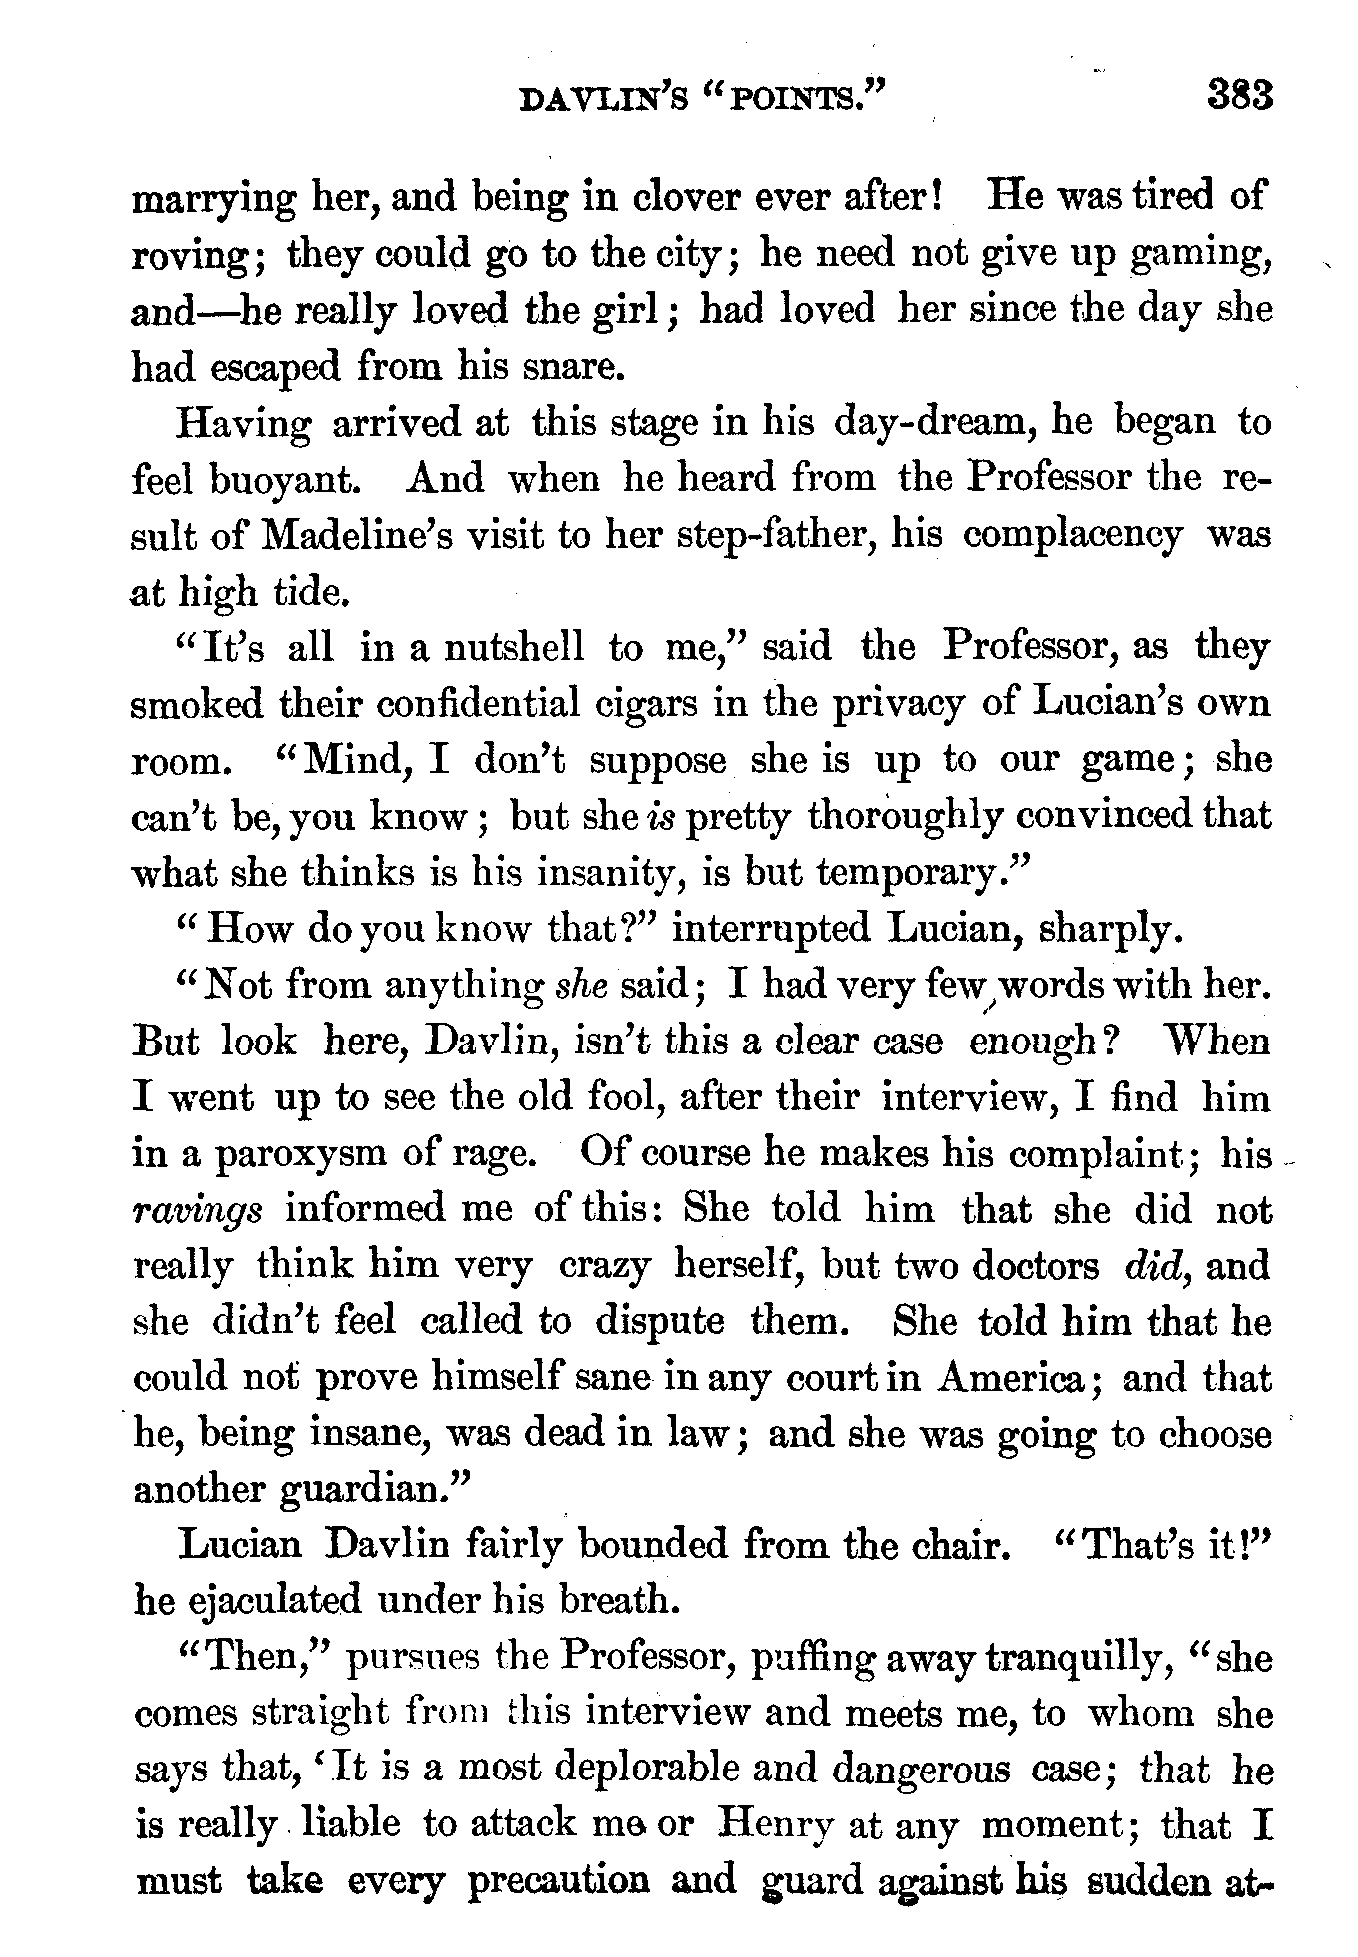 DAVLIN'S "POINTS." 383
marrying her, and being in clover ever after! He was tired of
roving; they could go to the city; he need not give up gaming,
and—he really loved the girl; had loved her since the day she
had escaped from his snare.
Having arrived at this stage in his day-dream, he began to
feel buoyant. And when he heard from the Professor the re-
sult of Madeline's visit to her step-father, his complacency was
at high tide.
"It's all in a nutshell to me," said the Professor, as they
smoked their confidential cigars in the privacy of Lucian's own
room. "Mind, I don't suppose she is up to our game; she
can't be, you know; but she is pretty thoroughly convinced that
what she thinks is his insanity, is but temporary."
"How do you know that?" interrupted Lucian, sharply.
"Not from anything she said; I had very few words with her.
But look here, Davlin, isn't this a clear case enough? When
I went up to see the old fool, after their interview, I find him
in a paroxysm of rage. Of course he makes his complaint; his
ravings informed me of this: She told him that she did not
really think him very crazy herself, but two doctors did, and
she didn't feel called to dispute them. She told him that he
could not prove himself sane in any court in America; and that
he, being insane, was dead in law; and she was going to choose
another guardian."
Lucian Davlin fairly bounded from the chair. "That's it!"
he ejaculated under his breath.
"Then," pursues the Professor, puffing away tranquilly, "she
comes straight from this interview and meets me, to whom she
says that, 'It is a most deplorable and dangerous case; that he
is really liable to attack me or Henry at any moment; that I
must take every precaution and guard against his sudden at-